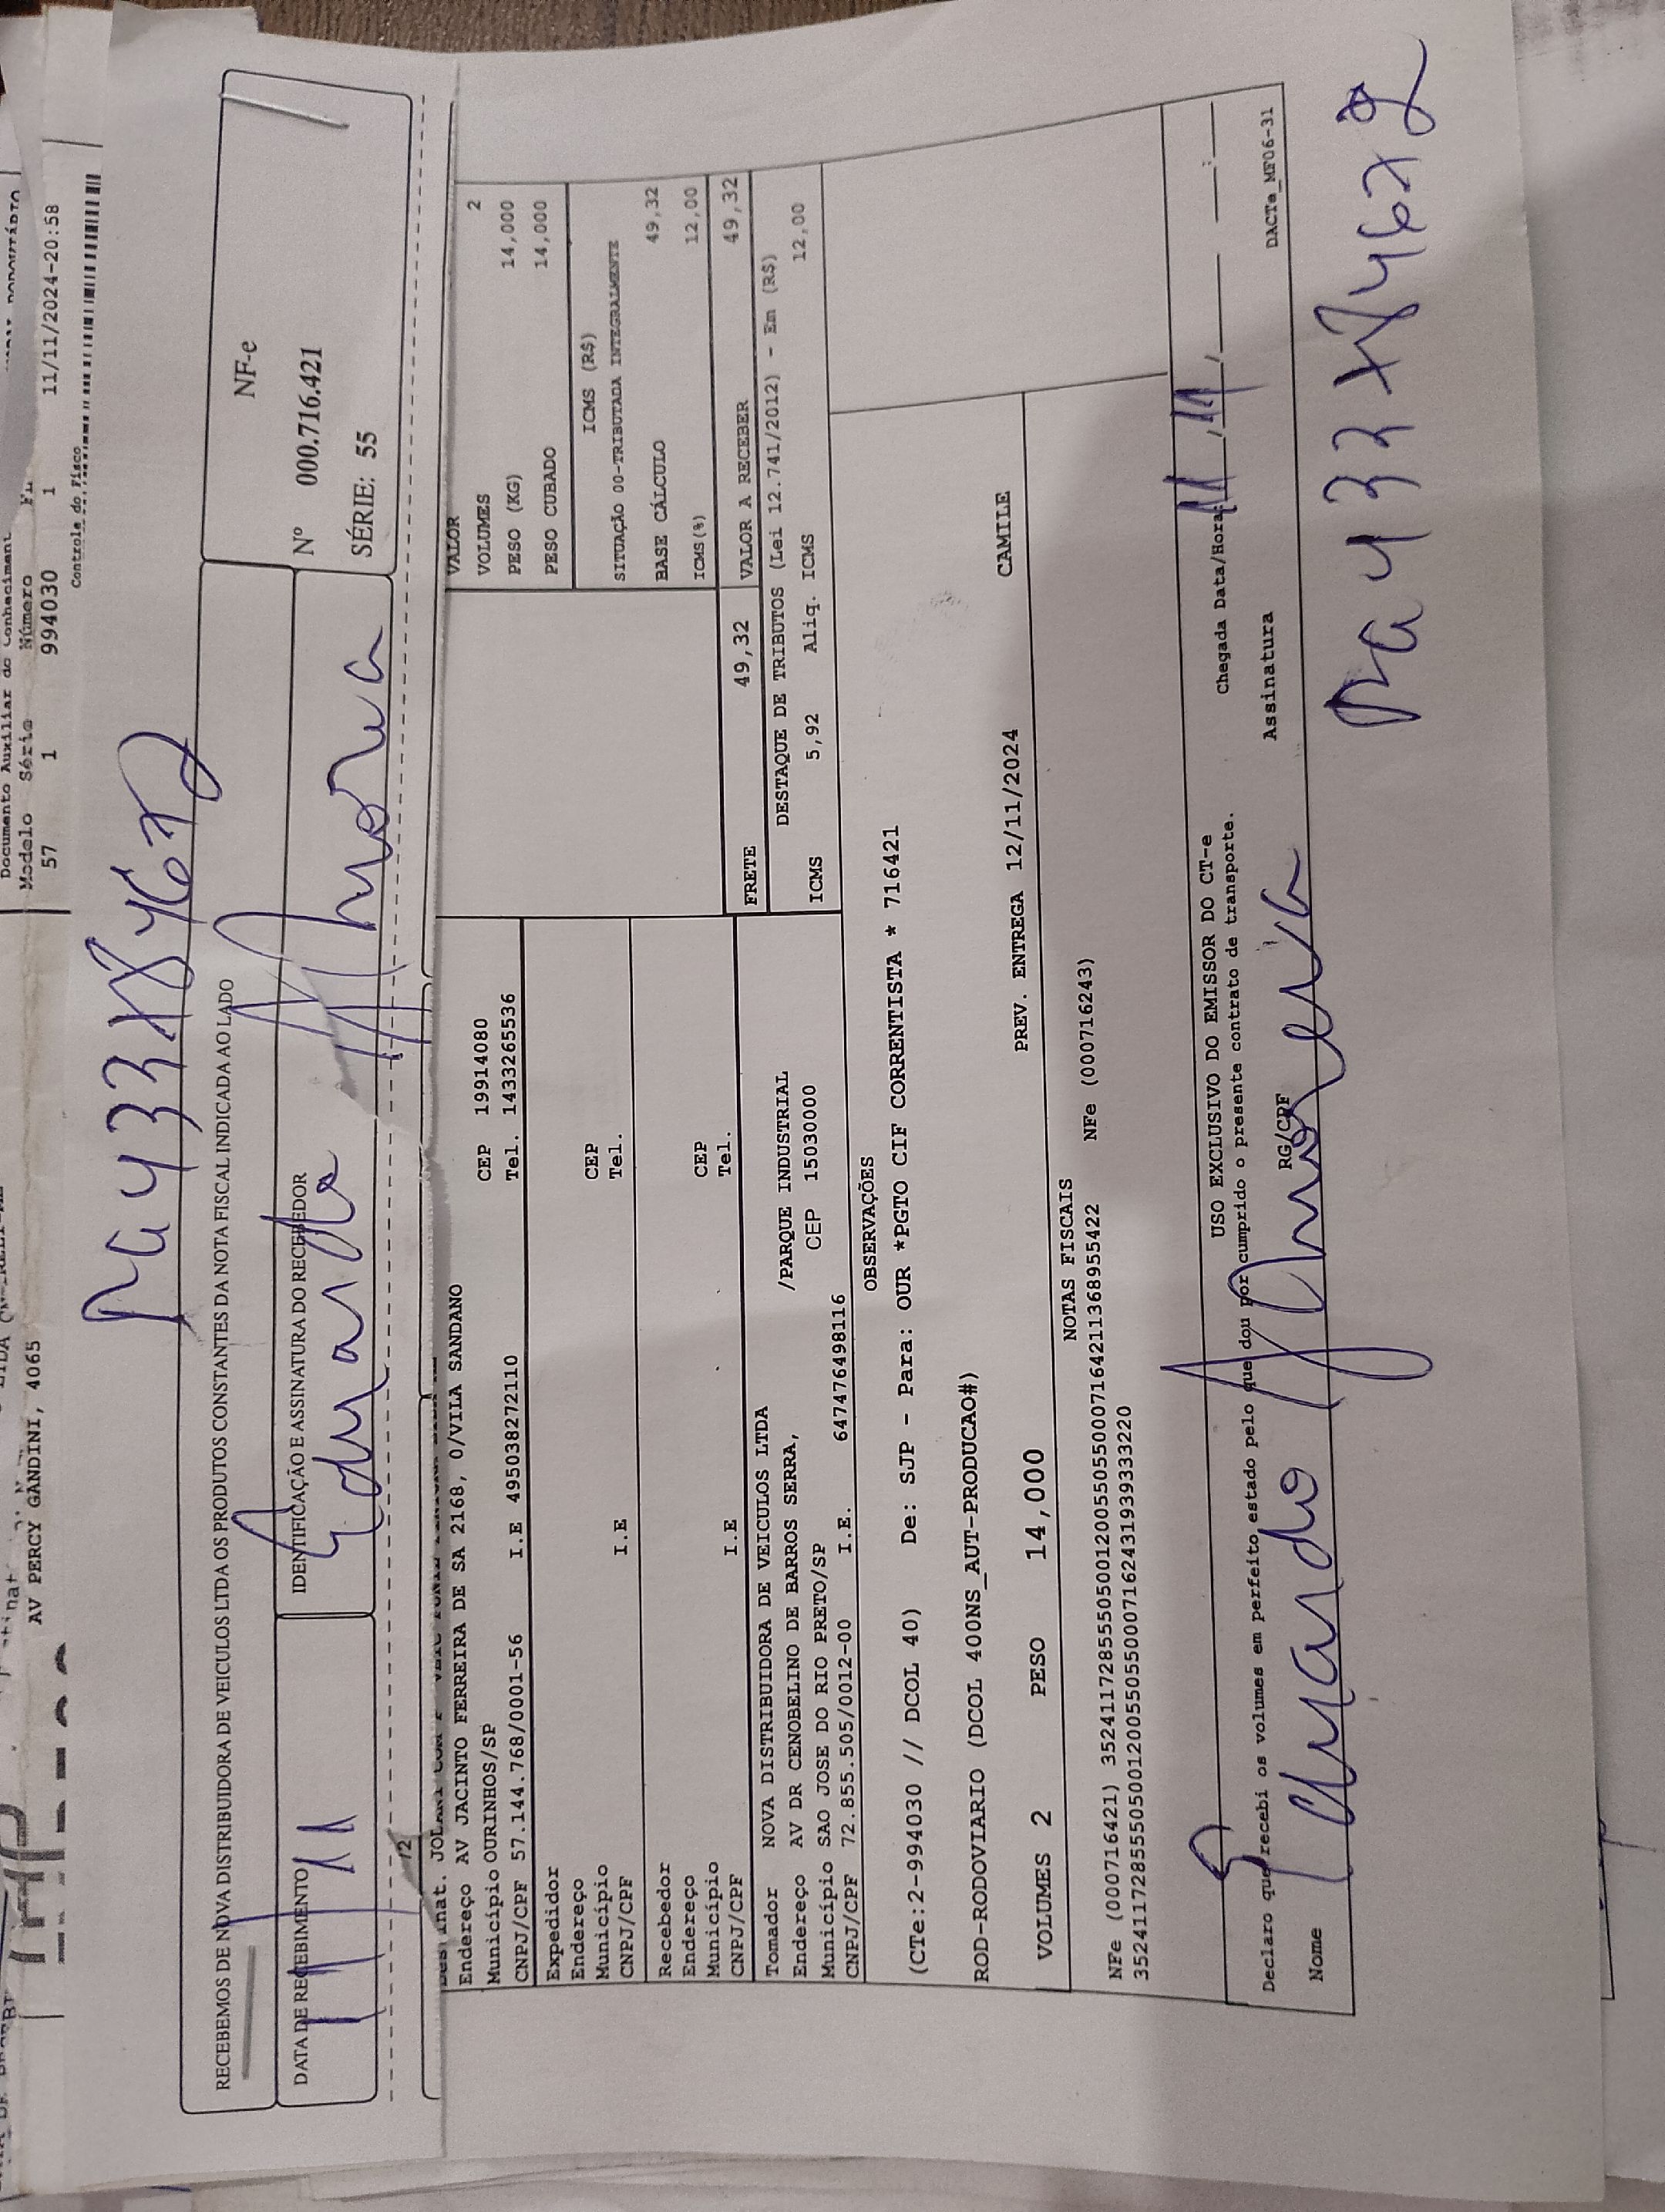 Documento Auxiliar do Conheciment
Modelo Série Número
57 1 994030 1 11/11/2024-20:58
Controle do Fisco
AV PERCY GANDINI, 4065
RECEBEMOS DE NOVA DISTRIBUIDORA DE VEICULOS LTDA OS PRODUTOS CONSTANTES DA NOTA FISCAL INDICADA AO LADO
NF-e
DATA DE RECEBIMENTO
IDENTIFICAÇÃO E ASSINATURA DO RECEBEDOR
Nº 000.716.421
SÉRIE: 55
Eduardo
VALOR
Endereço AV JACINTO FERREIRA DE SA 2168, 0/VILA SANDANO
Município OURINHOS/SP CEP 19914080
CNPJ/CPF 57.144.768/0001-56 I.E 495038272110 Tel. 1433265536
VOLUMES 2
PESO (KG) 14,000
PESO CUBADO 14,000
Expedidor
Endereço
Município CEP
CNPJ/CPF I.E Tel.
ICMS (R$)
SITUAÇÃO 00-TRIBUTADA INTEGRALMENTE
BASE CÁLCULO 49,32
ICMS(%) 12,00
Recebedor
Endereço
Município CEP
CNPJ/CPF I.E Tel.
FRETE 49,32 VALOR A RECEBER 49,32
Tomador NOVA DISTRIBUIDORA DE VEICULOS LTDA
Endereço AV DR CENOBELINO DE BARROS SERRA, /PARQUE INDUSTRIAL
Município SAO JOSE DO RIO PRETO/SP CEP 15030000
CNPJ/CPF 72.855.505/0012-00 I.E. 647476498116
DESTAQUE DE TRIBUTOS (Lei 12.741/2012) - Em (R$)
ICMS 5,92 Aliq. ICMS 12,00
OBSERVAÇÕES
(CTe:2-994030 // DCOL 40) De: SJP - Para: OUR *PGTO CIF CORRENTISTA * 716421
ROD-RODOVIARIO (DCOL 400NS_AUT-PRODUCAO#)
VOLUMES 2 PESO 14,000 PREV. ENTREGA 12/11/2024 CAMILE
NOTAS FISCAIS
NFe (000716421) 35241172855505001200550550007164211368955422 NFe (000716243)
35241172855505001200550550007162431939333220
USO EXCLUSIVO DO EMISSOR DO CT-e
Declaro que recebi os volumes em perfeito estado pelo que dou por cumprido o presente contrato de transporte.
Chegada Data/Hora:
Nome RG/CPF Assinatura
DACTe_MF06-31